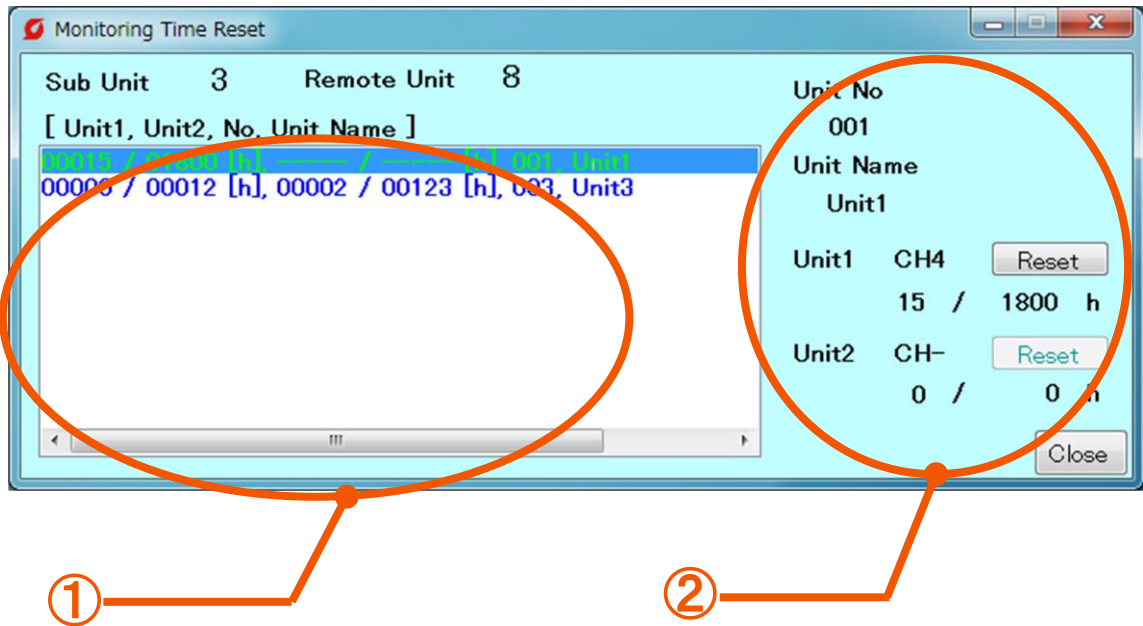 Monitoring Time Reset
Sub Unit 3 Remote Unit 8
[ Unit1, Unit2, No, Unit Name ]
00015 / 01800 [h], ----- / ----- [h], 001, Unit1
00006 / 00012 [h], 00002 / 00123 [h], 003, Unit3
Unit No
001
Unit Name
Unit1
Unit1 CH4 Reset
15 / 1800 h
Unit2 CH- Reset
0 / 0 h
Close
① ②